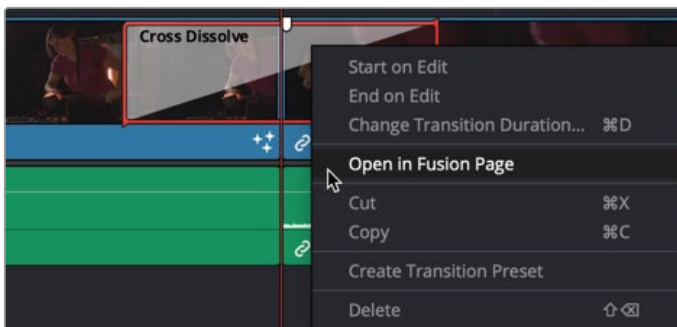 Cross Dissolve
Start on Edit
End on Edit
Change Transition Duration... ⌘D
Open in Fusion Page
Cut ⌘X
Copy ⌘C
Create Transition Preset
Delete ⇧⌫